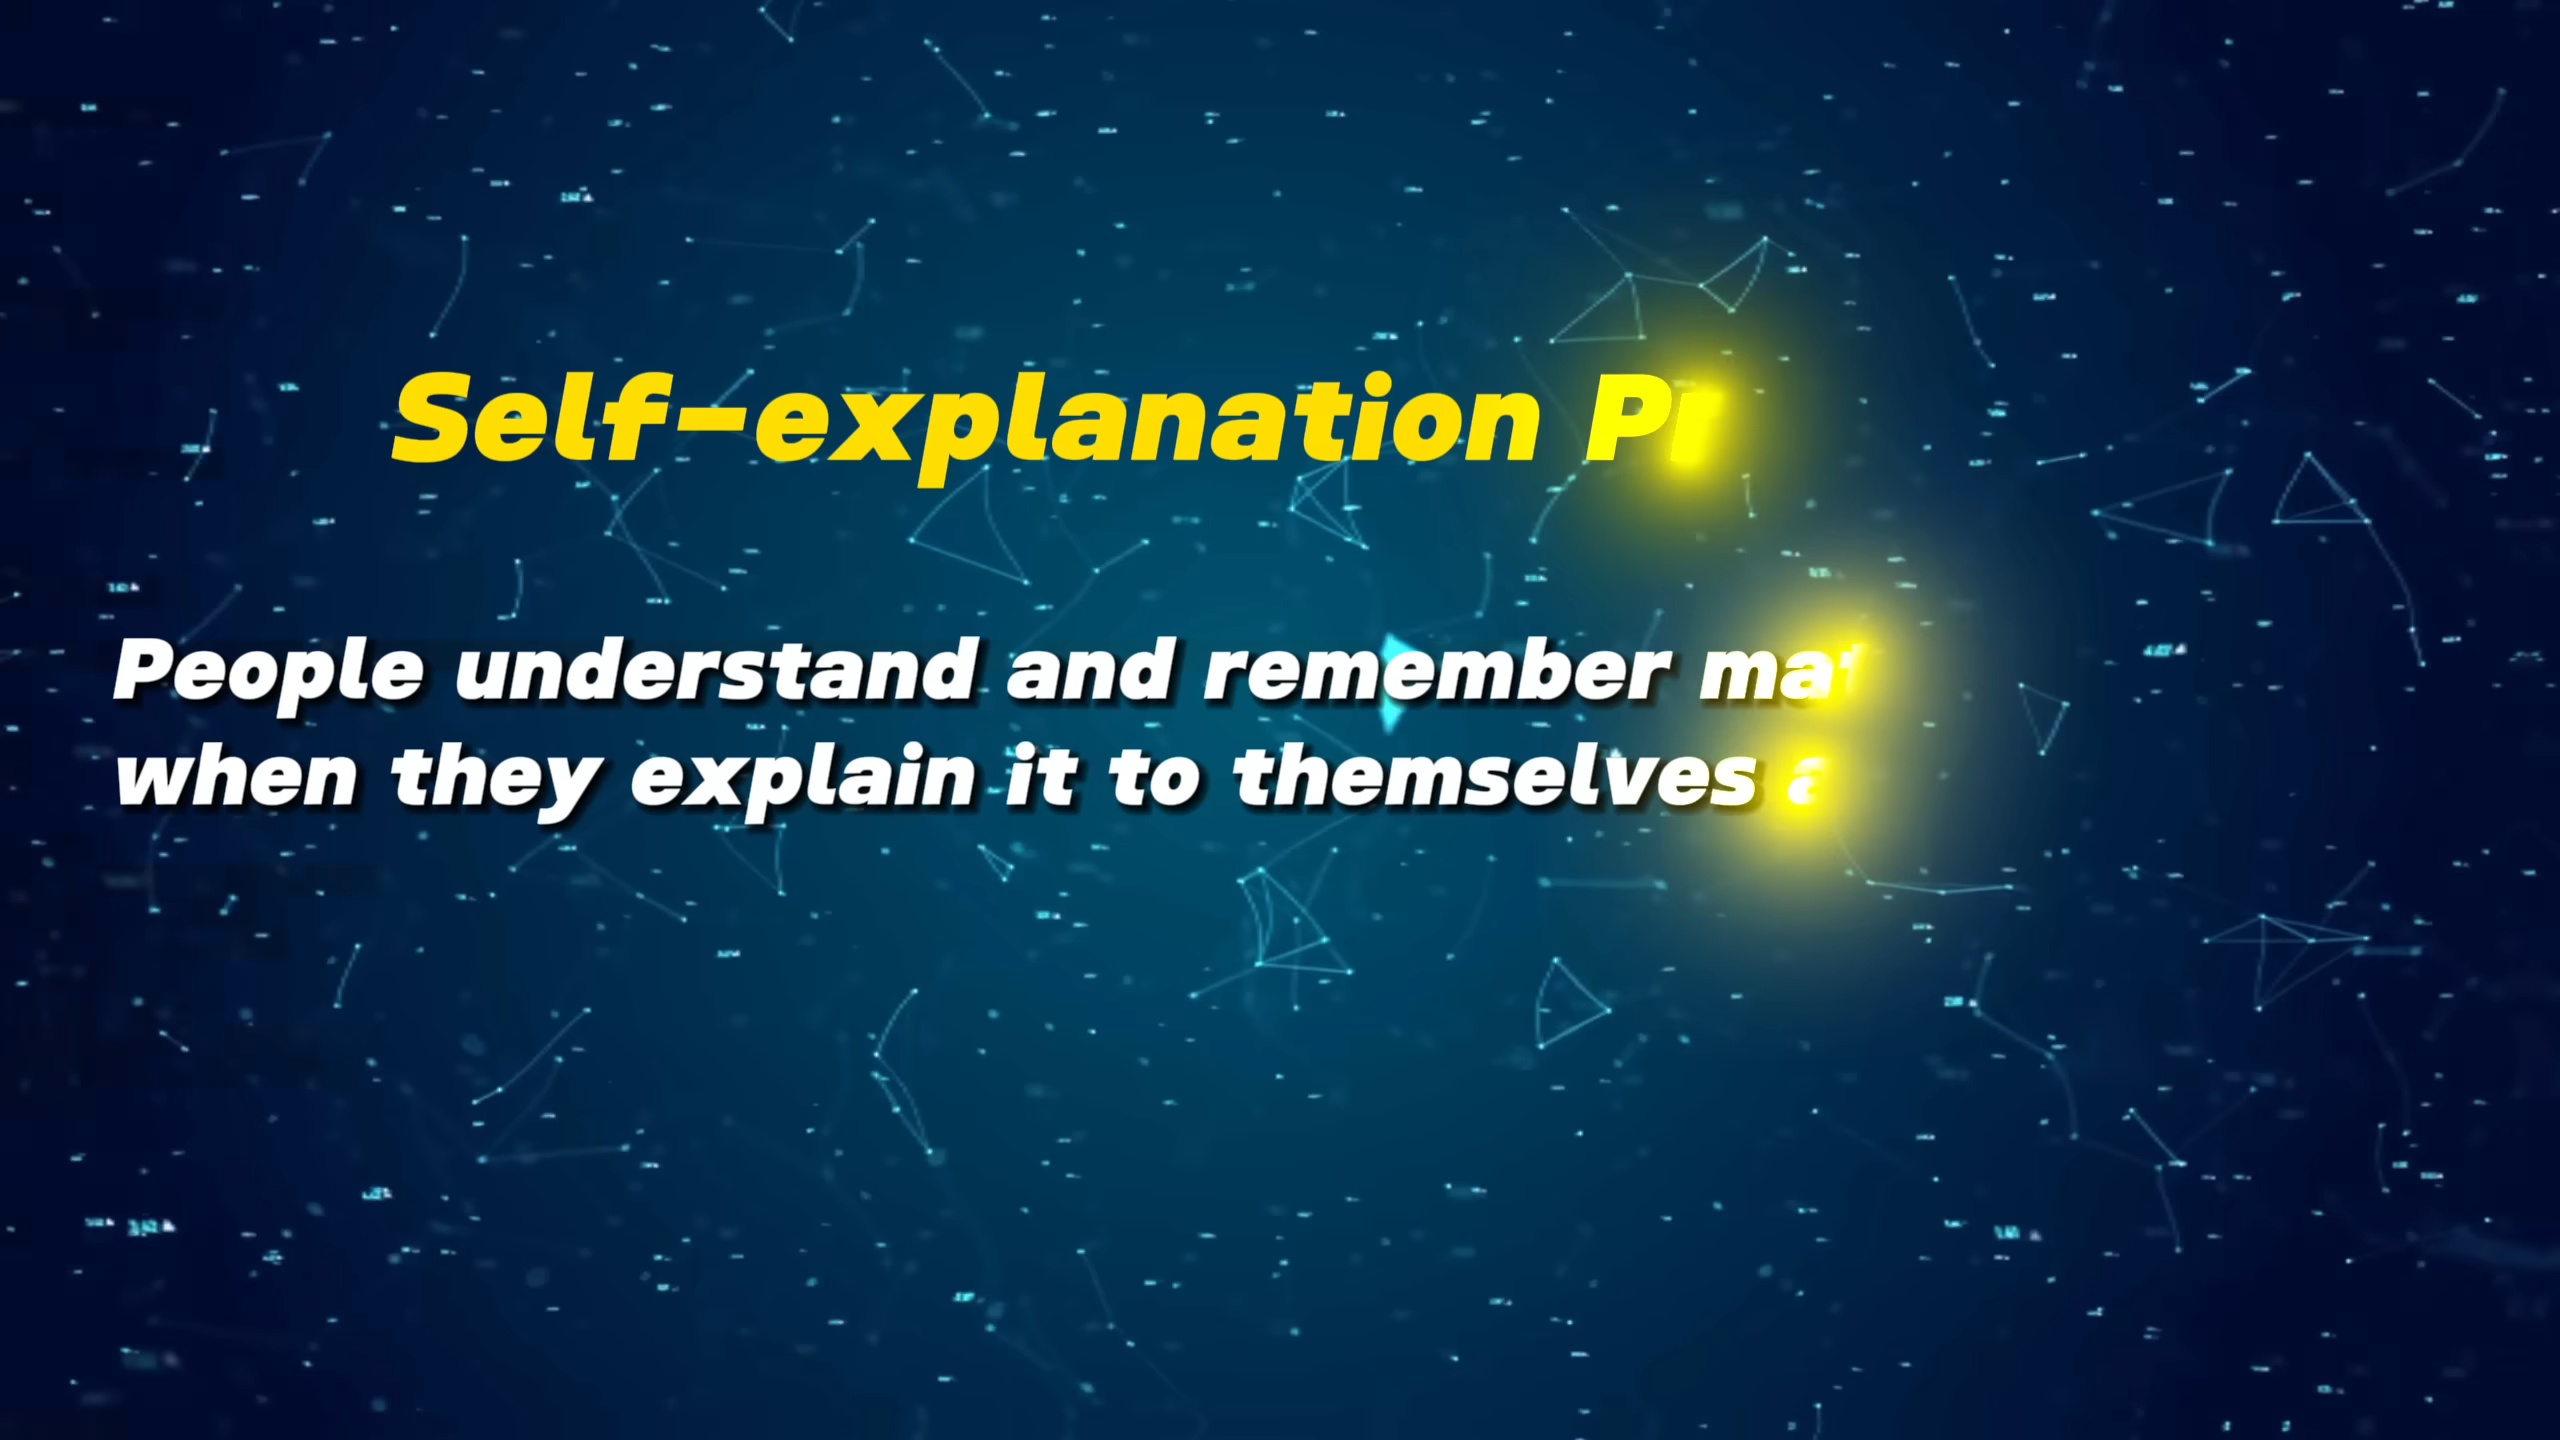 Self-explanation
People understand and remember
when they explain it to themselves